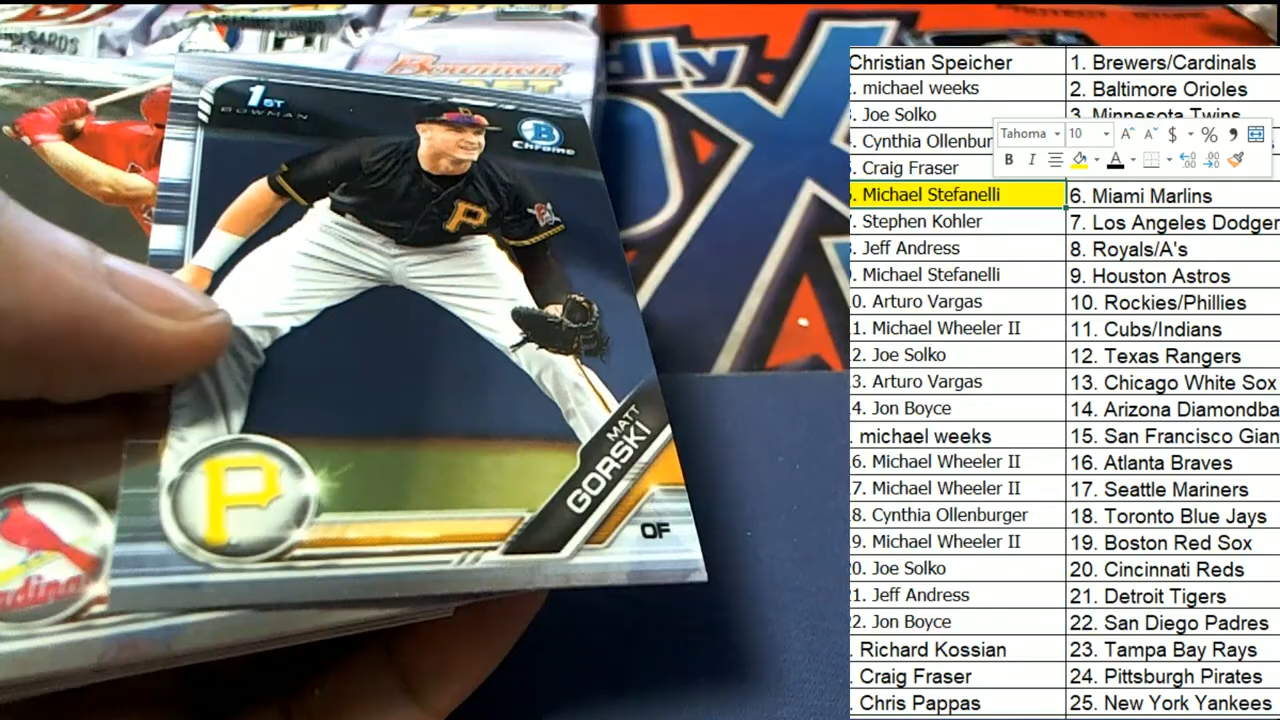 CARDS
Bowman
1ST
BOWMAN
B
Chrome
P
P
MATT
GORSKI
OF
Christian Speicher 1. Brewers/Cardinals
michael weeks 2. Baltimore Orioles
Joe Solko 3. Minnesota Twins
Cynthia Ollenbur
Tahoma 10 A A $ % ,
B I A
Craig Fraser
Michael Stefanelli 6. Miami Marlins
Stephen Kohler 7. Los Angeles Dodger
Jeff Andress 8. Royals/A's
Michael Stefanelli 9. Houston Astros
0. Arturo Vargas 10. Rockies/Phillies
1. Michael Wheeler II 11. Cubs/Indians
2. Joe Solko 12. Texas Rangers
3. Arturo Vargas 13. Chicago White Sox
4. Jon Boyce 14. Arizona Diamondba
. michael weeks 15. San Francisco Gian
6. Michael Wheeler II 16. Atlanta Braves
7. Michael Wheeler II 17. Seattle Mariners
8. Cynthia Ollenburger 18. Toronto Blue Jays
9. Michael Wheeler II 19. Boston Red Sox
0. Joe Solko 20. Cincinnati Reds
1. Jeff Andress 21. Detroit Tigers
2. Jon Boyce 22. San Diego Padres
. Richard Kossian 23. Tampa Bay Rays
. Craig Fraser 24. Pittsburgh Pirates
. Chris Pappas 25. New York Yankees